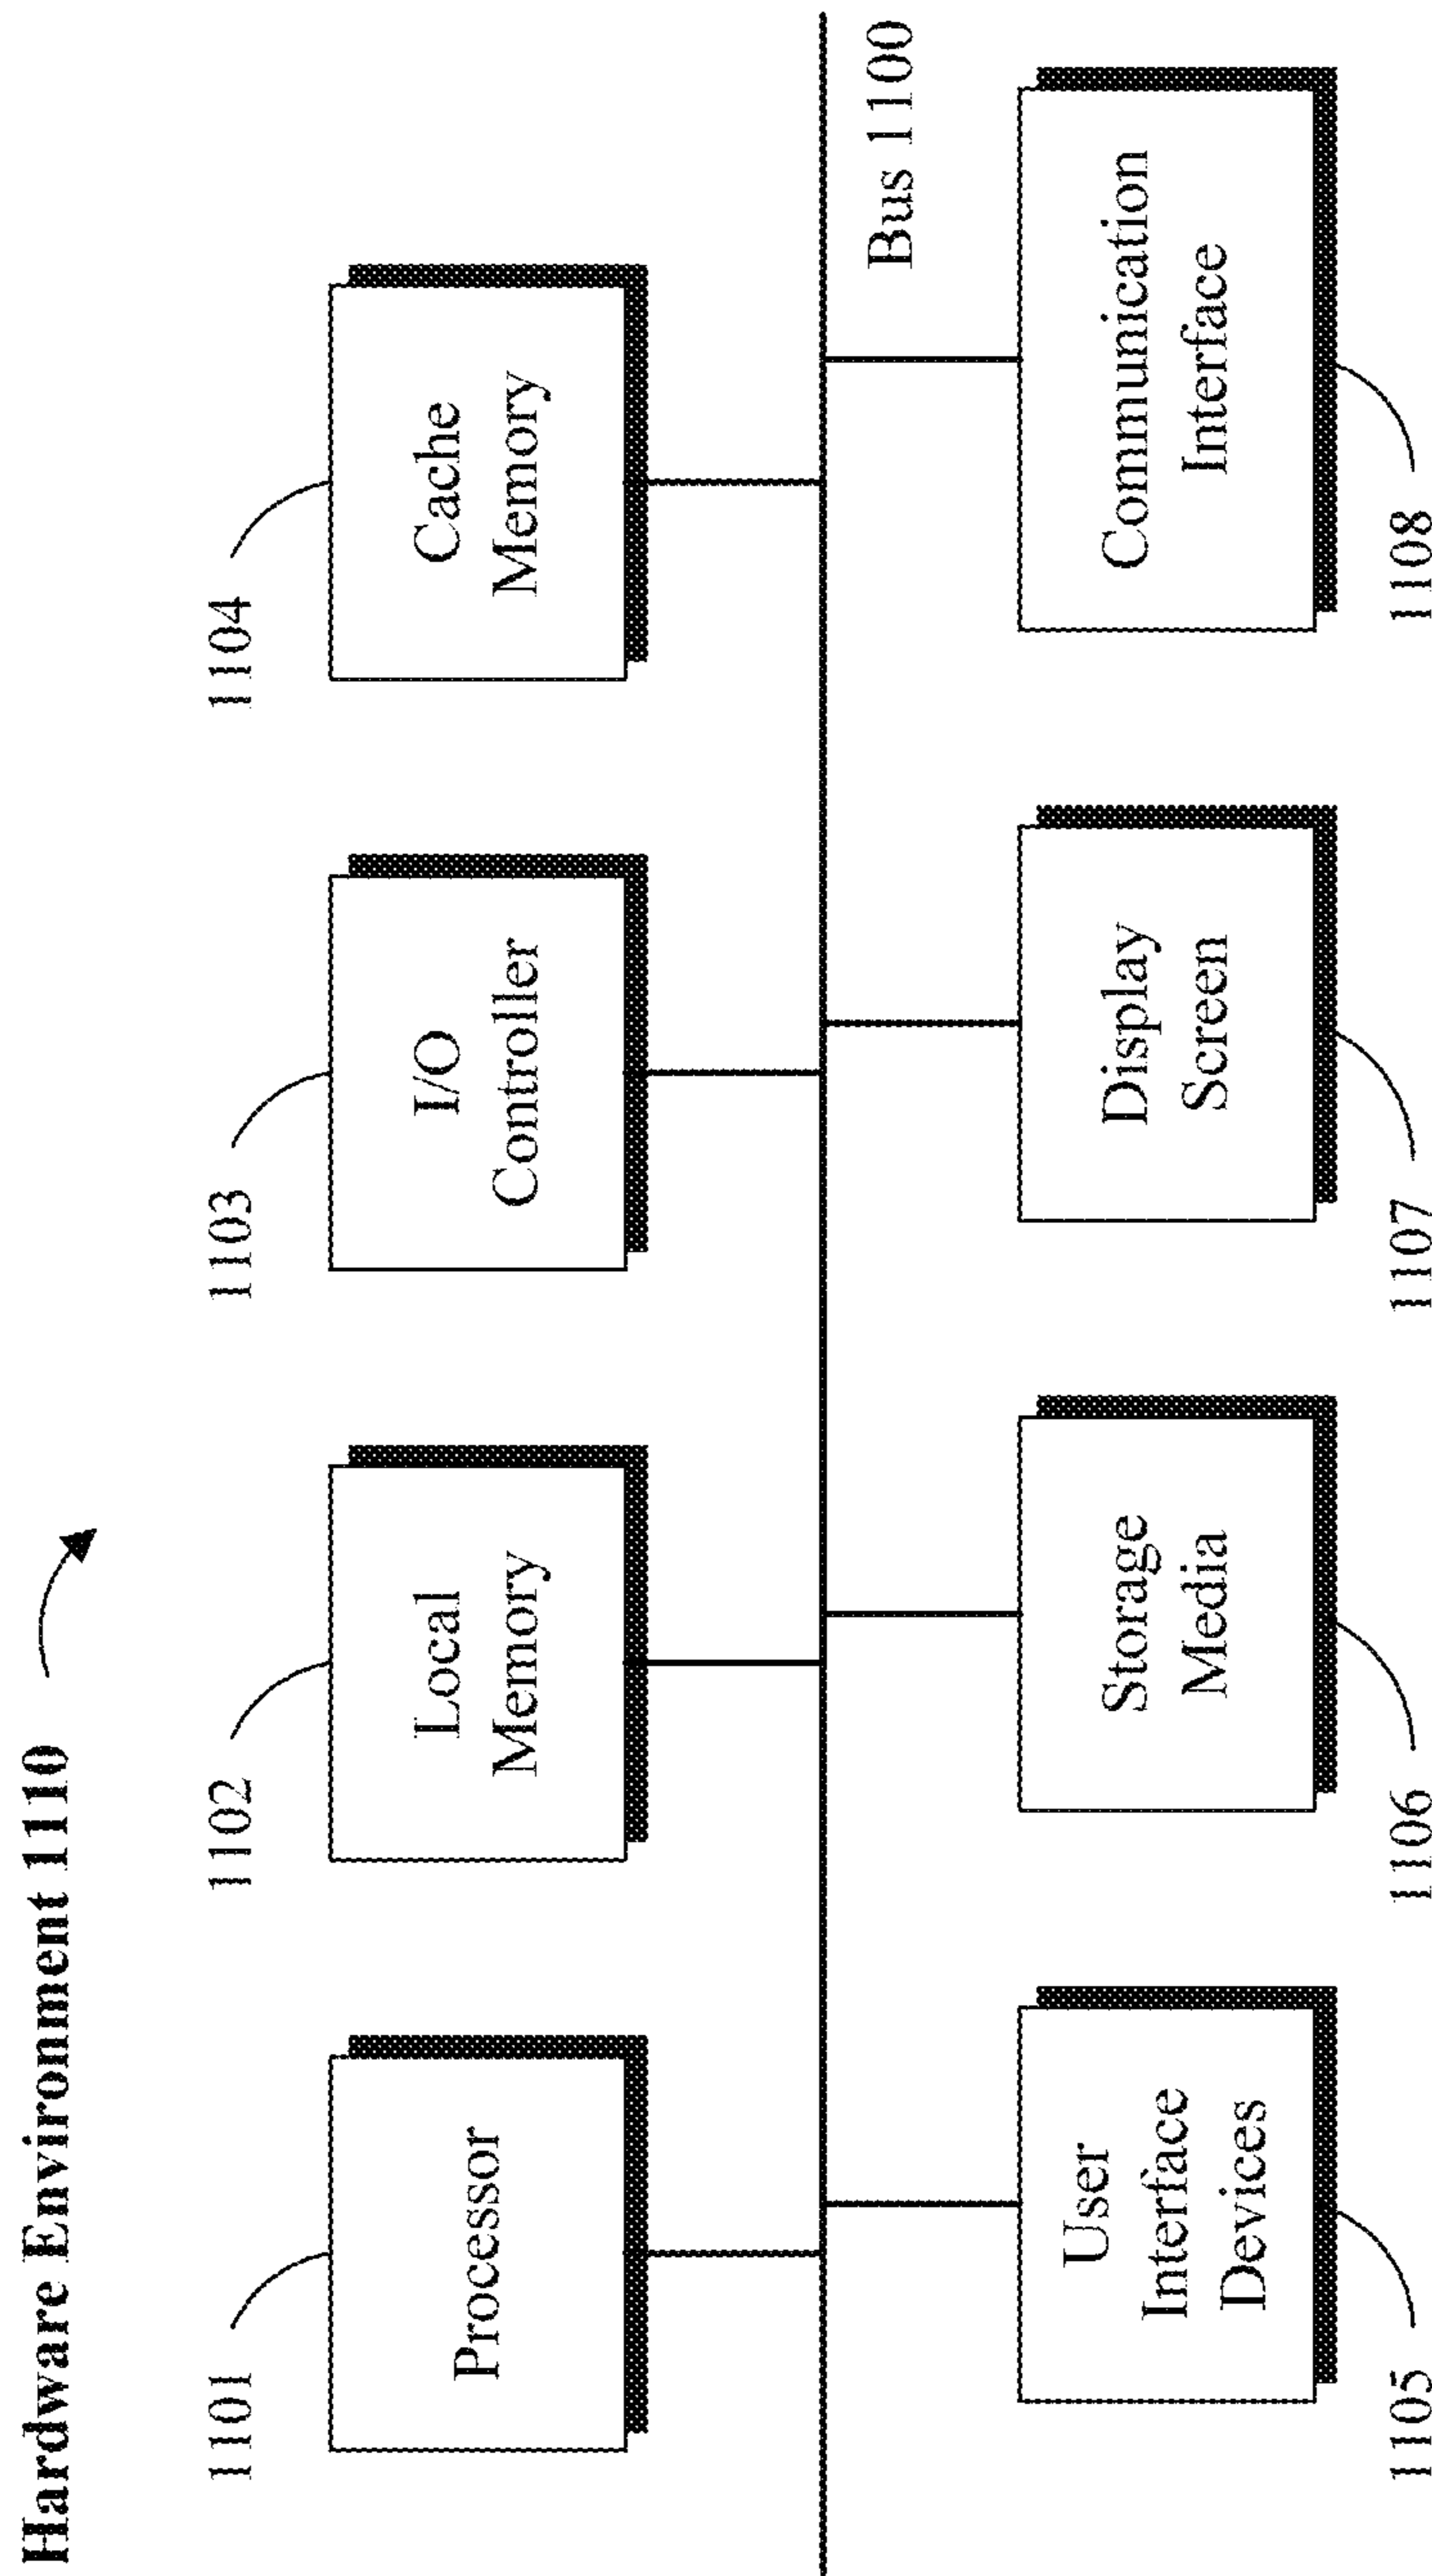 Hardware Environment 1110
1101
1102
1103
1104
Processor
Local
Memory
I/O
Controller
Cache
Memory
Bus 1100
User
Interface
Devices
Storage
Media
Display
Screen
Communication
Interface
1105
1106
1107
1108